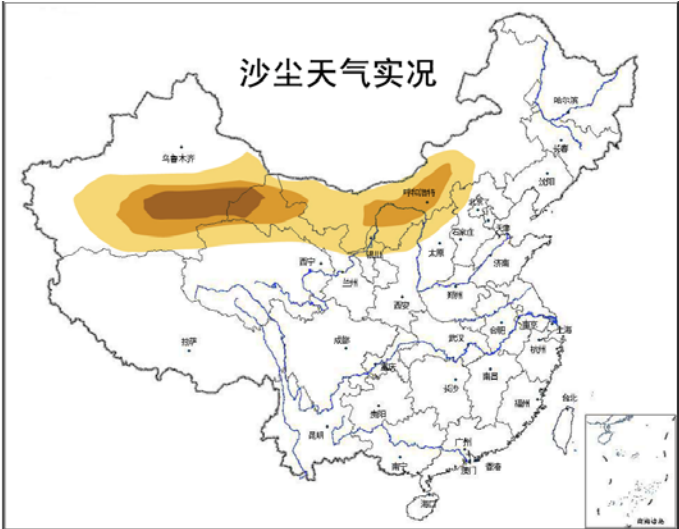 沙尘天气实况
哈尔滨
长春
乌鲁木齐
沈阳
呼和浩特
北京
天津
石家庄
银川
太原
西宁
济南
兰州
郑州
西安
南京
合肥
上海
武汉
拉萨
成都
杭州
重庆
南昌
长沙
台北
福州
贵阳
昆明
广州
南宁
澳门
香港
海口
南海诸岛